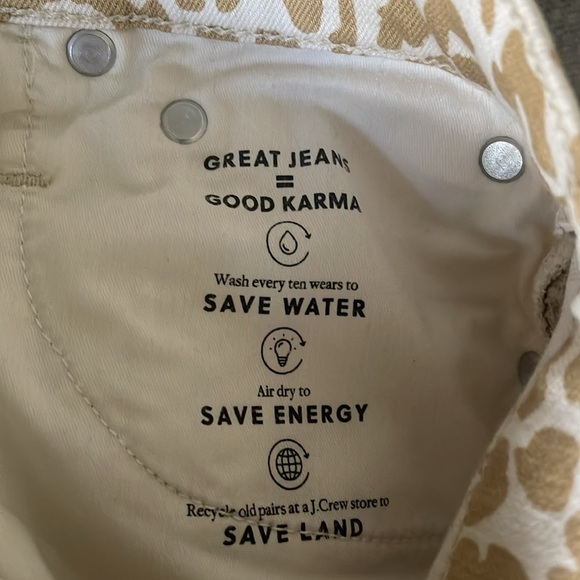 GREAT JEANS
=
GOOD KARMA
Wash every ten wears to
SAVE WATER
Air dry to
SAVE ENERGY
Recycle old pairs at a J.Crew store to
SAVE LAND